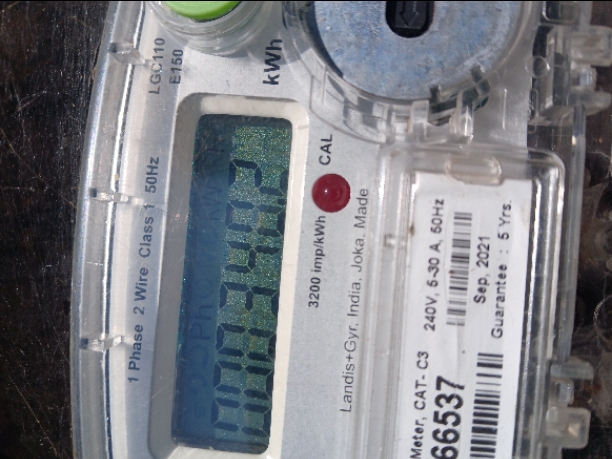 LGC110
E150
kWh
1 Phase 2 Wire Class 1 50Hz
CAL
3200 imp/kWh
Landis+Gyr, India, Joka. Made
Meter, CAT- C3
240V, 5-30 A, 50Hz
66537
Sep, 2021
Guarantee : 5 Yrs.